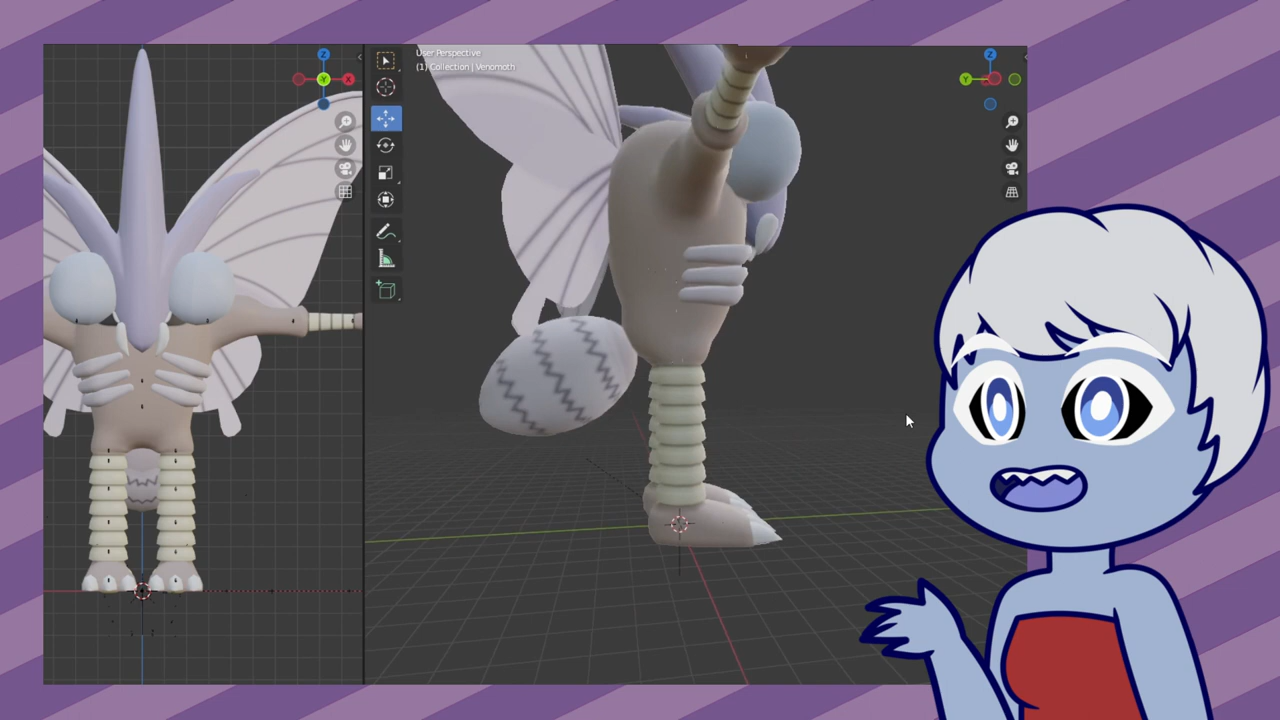 Z
Y
X
User Perspective
(1) Collection | Venomoth
Z
Y